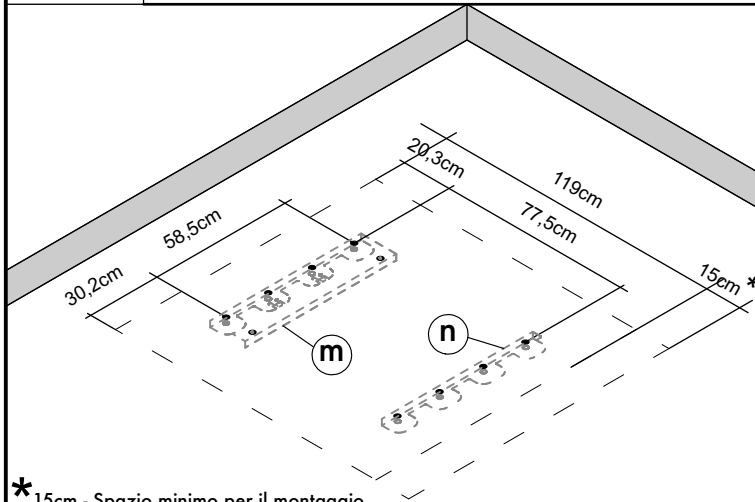 20,3cm
119cm
77,5cm
58,5cm
30,2cm
15cm *
m
n
* 15cm - Spazio minimo per il montaggio